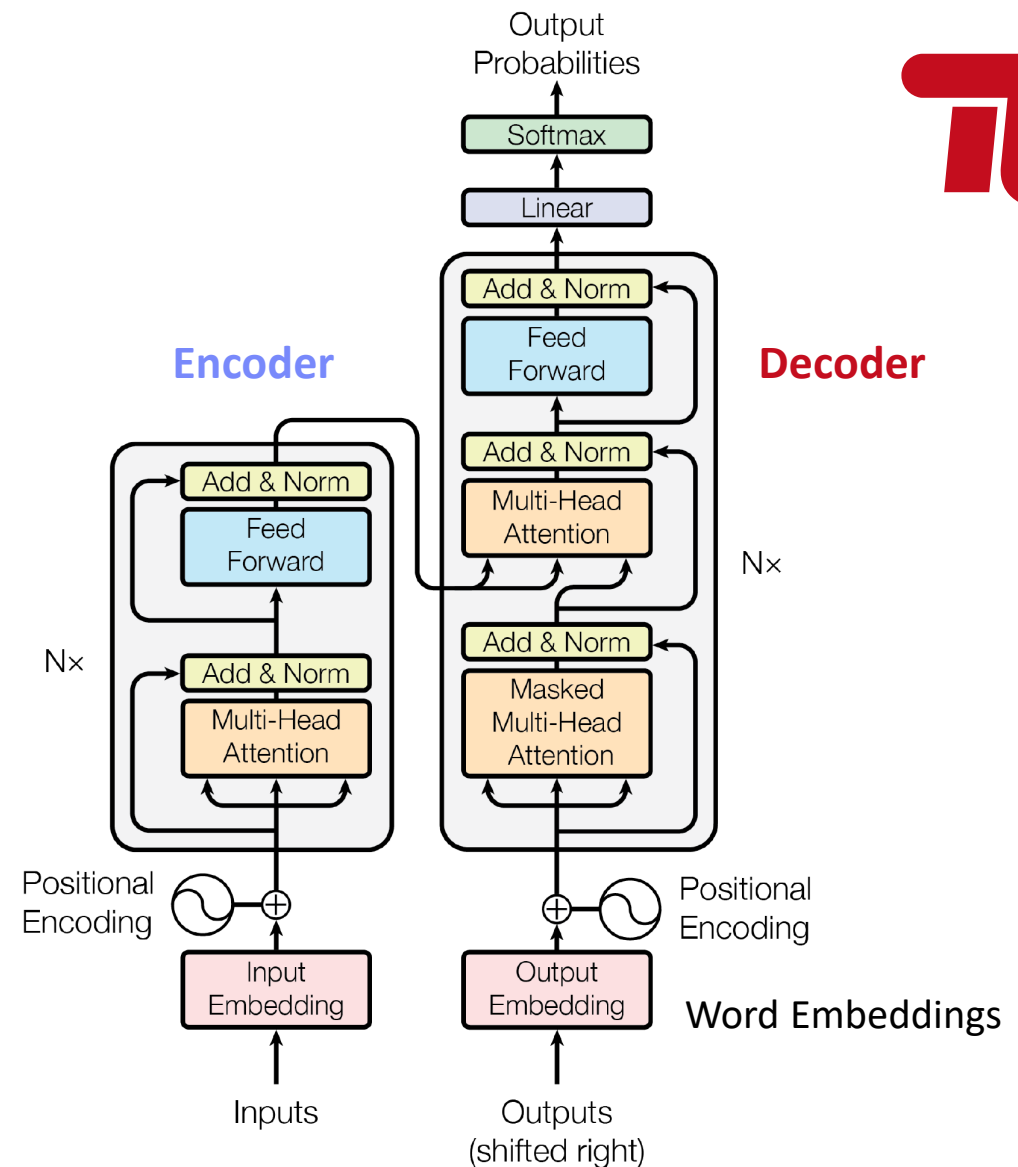 Output
Probabilities
Softmax
Linear
Add & Norm
Feed
Forward
Add & Norm
Multi-Head
Attention
Add & Norm
Masked
Multi-Head
Attention
Decoder
Nx
Encoder
Add & Norm
Feed
Forward
Add & Norm
Multi-Head
Attention
Nx
Positional
Encoding
Positional
Encoding
Input
Embedding
Output
Embedding
Word Embeddings
Inputs
Outputs
(shifted right)